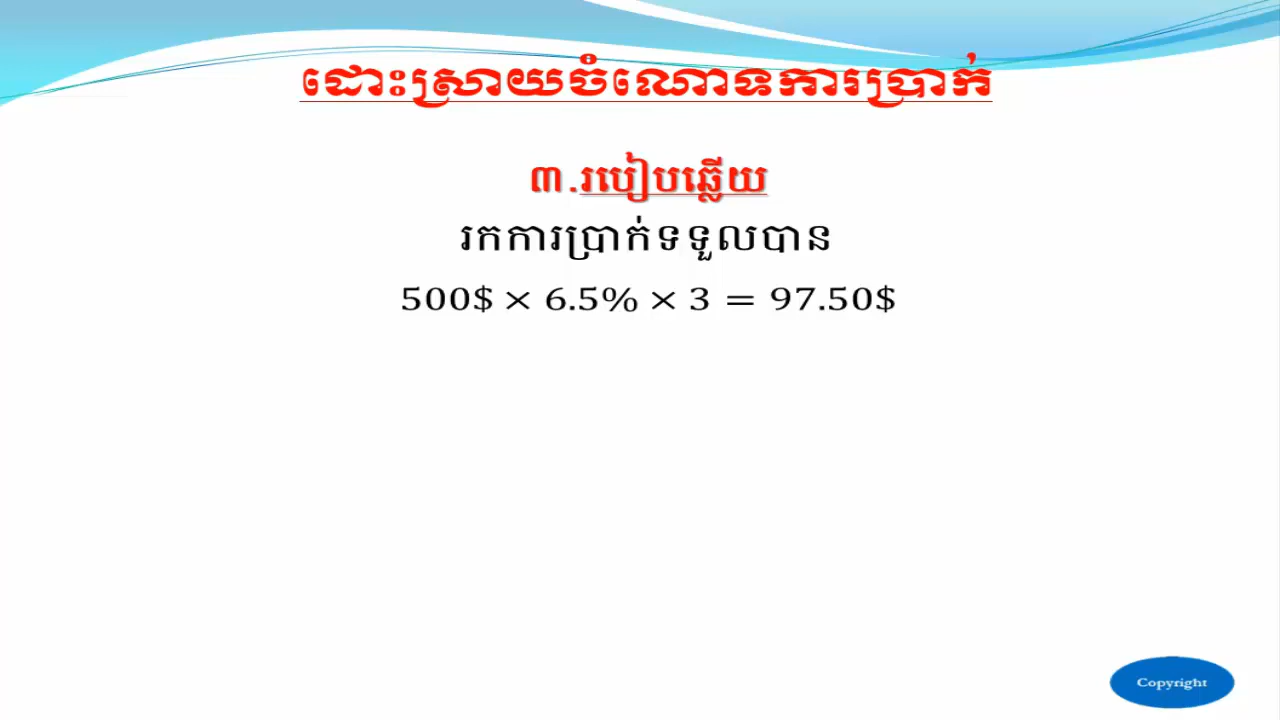 ដោះស្រាយចំណោទការប្រាក់
៣.របៀបឆ្លើយ
រកការប្រាក់ទទួលបាន
500$ × 6.5% × 3 = 97.50$
Copyright